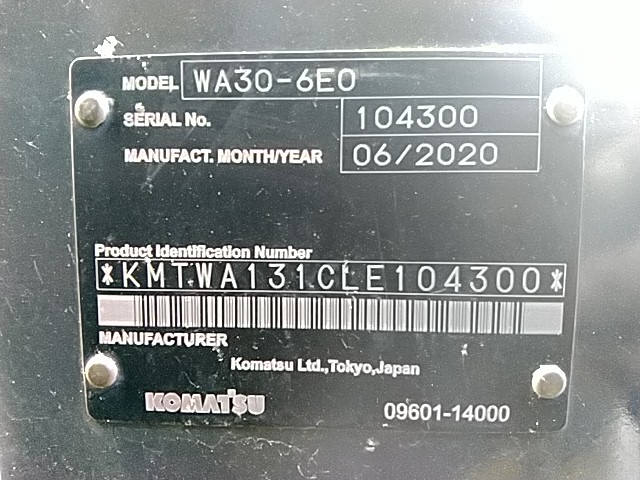 MODEL WA30-6E0
SERIAL No. 104300
MANUFACT. MONTH/YEAR 06/2020
Product Identification Number
*KMTWA131CLE104300*
MANUFACTURER
Komatsu Ltd.,Tokyo,Japan
KOMATSU 09601-14000